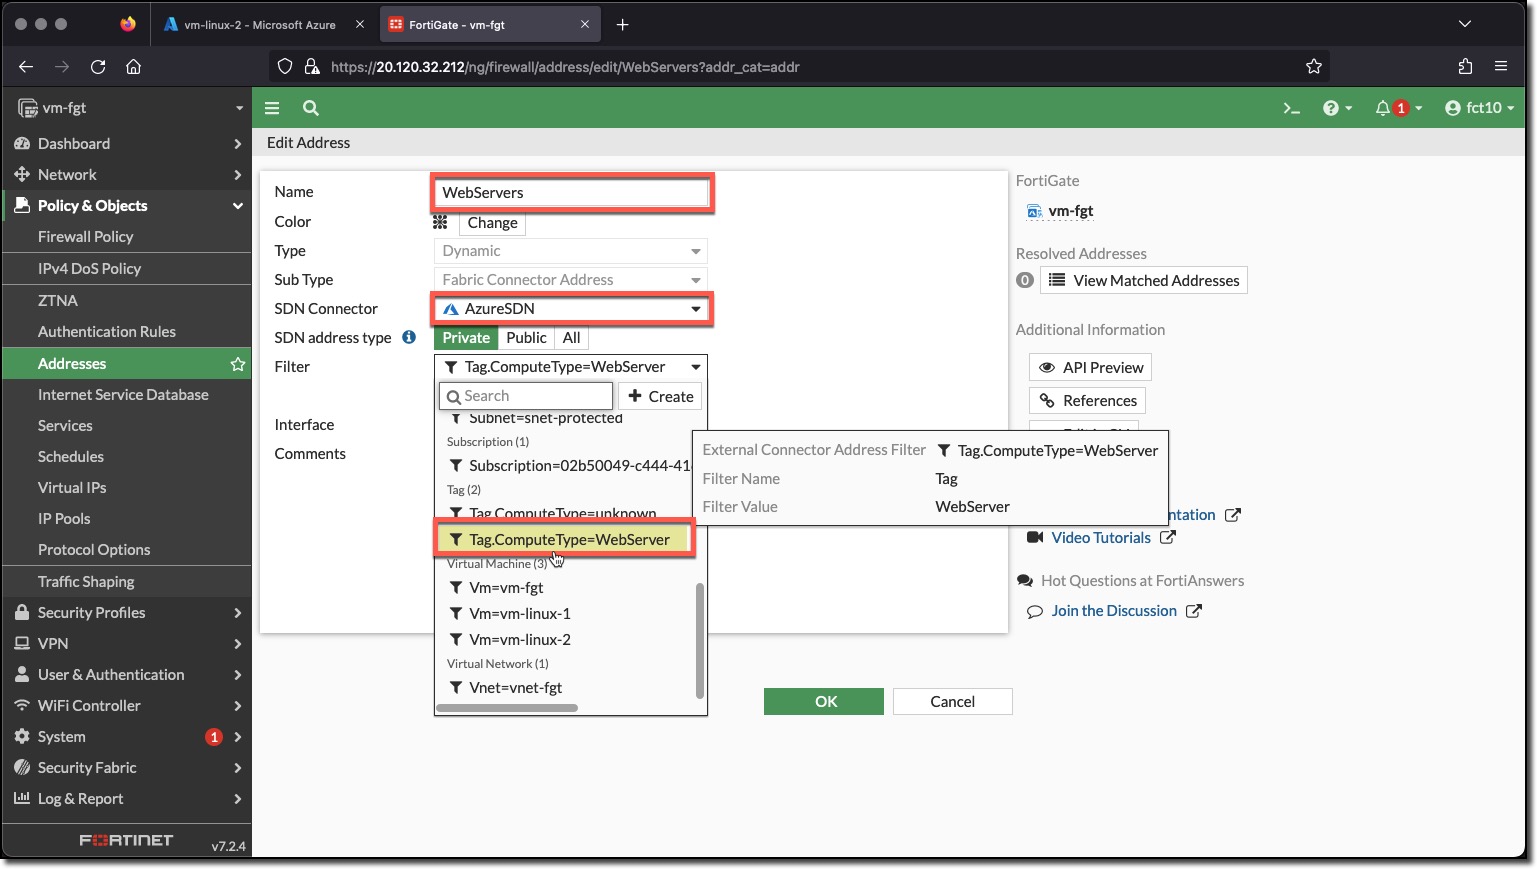 vm-linux-2 - Microsoft Azure
FortiGate - vm-fgt
https://20.120.32.212/ng/firewall/address/edit/WebServers?addr_cat=addr
vm-fgt
1
fct10
Dashboard
Network
Policy & Objects
Firewall Policy
IPv4 DoS Policy
ZTNA
Authentication Rules
Addresses
Internet Service Database
Services
Schedules
Virtual IPs
IP Pools
Protocol Options
Traffic Shaping
Security Profiles
VPN
User & Authentication
WiFi Controller
System 1
Security Fabric
Log & Report
FORTINET
v7.2.4
Edit Address
Name WebServers
Color Change
Type Dynamic
Sub Type Fabric Connector Address
SDN Connector AzureSDN
SDN address type Private Public All
Filter Tag.ComputeType=WebServer
Search Create
Subnet=snet-protected
Interface
Subscription (1)
Comments
Subscription=02b50049-c444-41
Tag (2)
Tag.ComputeType=unknown
Tag.ComputeType=WebServer
Virtual Machine (3)
Vm=vm-fgt
Vm=vm-linux-1
Vm=vm-linux-2
Virtual Network (1)
Vnet=vnet-fgt
External Connector Address Filter Tag.ComputeType=WebServer
Filter Name Tag
Filter Value WebServer
OK
Cancel
FortiGate
vm-fgt
Resolved Addresses
0 View Matched Addresses
Additional Information
API Preview
References
ntation
Video Tutorials
Hot Questions at FortiAnswers
Join the Discussion